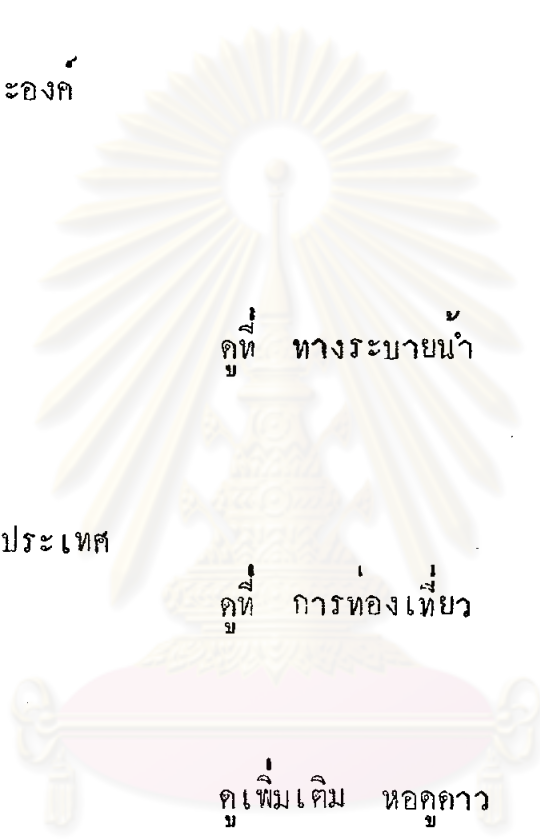 ะองค์
ดูที่ ทางระบายน้ำ
ประเทศ
ดูที่ การท่องเที่ยว
ดูเพิ่มเติม หอดูดาว